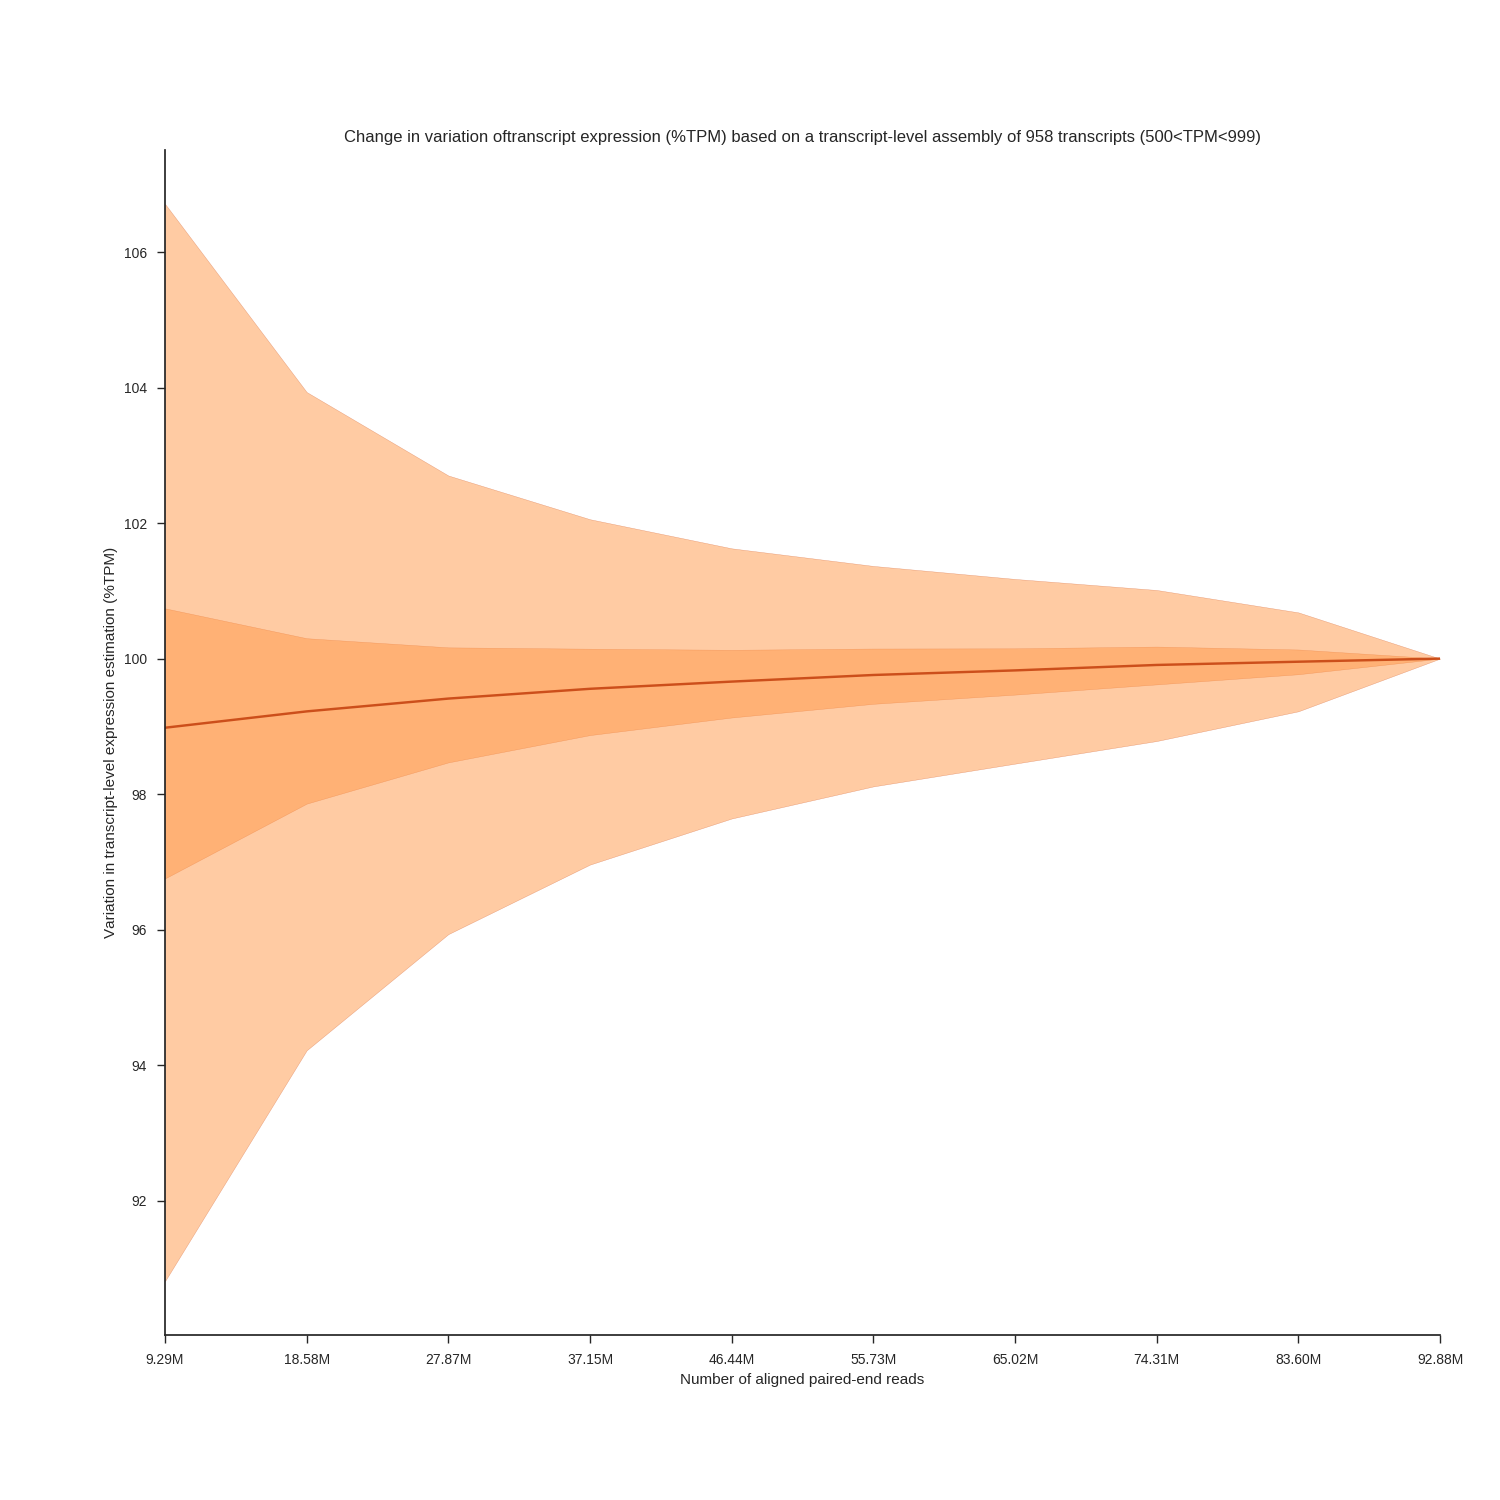 Change in variation oftranscript expression (%TPM) based on a transcript-level assembly of 958 transcripts (500<TPM<999)
106
104
102
100
98
96
94
92
Variation in transcript-level expression estimation (%TPM)
9.29M 18.58M 27.87M 37.15M 46.44M 55.73M 65.02M 74.31M 83.60M 92.88M
Number of aligned paired-end reads